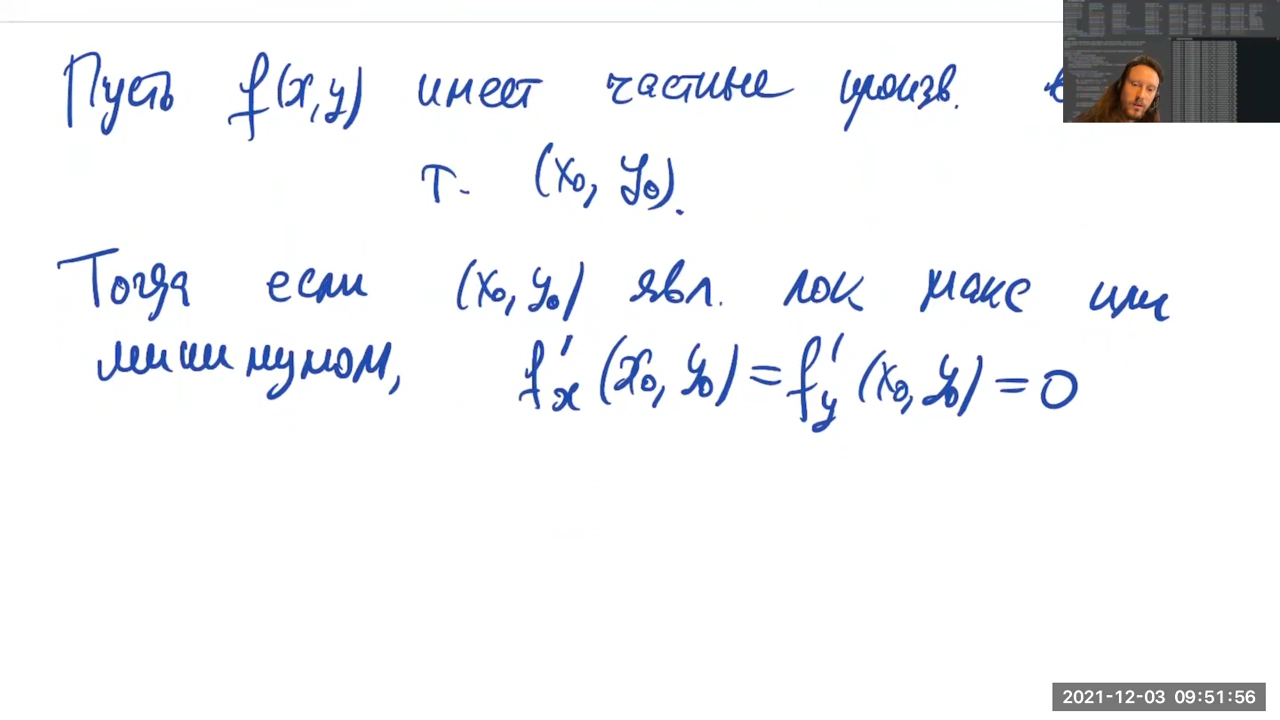 Пусть f(x,y) имеет частные произв. в
т. (x₀, y₀).
Тогда если (x₀, y₀) явл. лок макс или
минимумом, f'ₓ(x₀, y₀) = f'ᵧ(x₀, y₀) = 0
2021-12-03 09:51:56